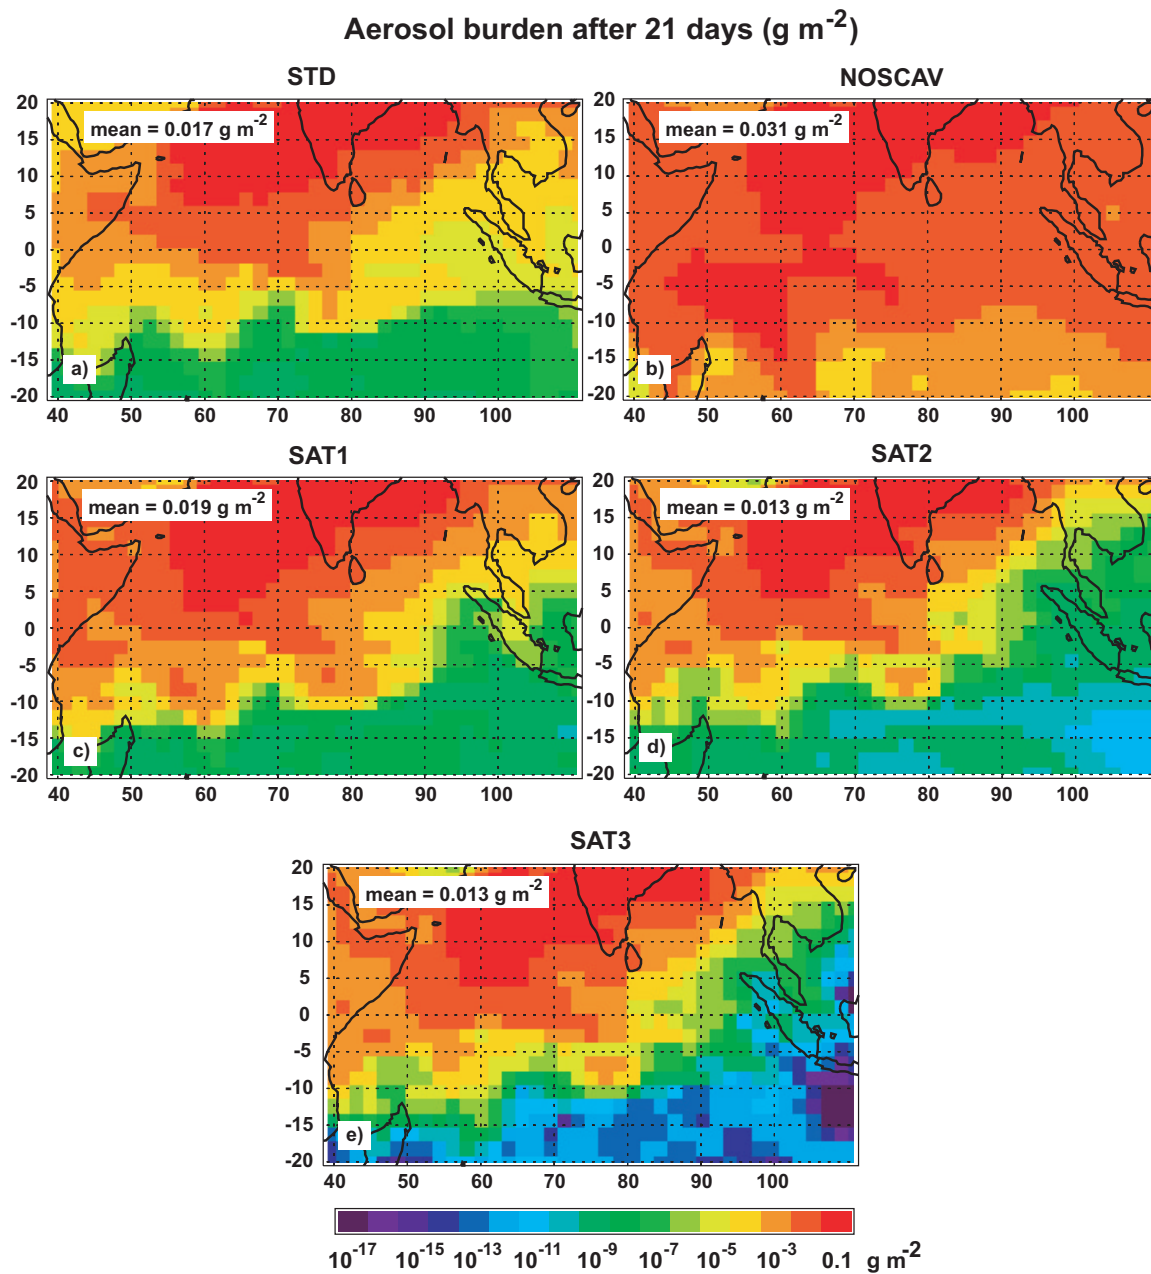 Aerosol burden after 21 days (g m-2)
STD
NOSCAV
mean = 0.017 g m-2
mean = 0.031 g m-2
20
15
10
5
0
-5
-10
-15
-20
20
15
10
5
0
-5
-10
-15
-20
a)
b)
40 50 60 70 80 90 100
40 50 60 70 80 90 100
SAT1
SAT2
mean = 0.019 g m-2
mean = 0.013 g m-2
20
15
10
5
0
-5
-10
-15
-20
20
15
10
5
0
-5
-10
-15
-20
c)
d)
40 50 60 70 80 90 100
40 50 60 70 80 90 100
SAT3
mean = 0.013 g m-2
20
15
10
5
0
-5
-10
-15
-20
e)
40 50 60 70 80 90 100
10-17 10-15 10-13 10-11 10-9 10-7 10-5 10-3 0.1 g m-2